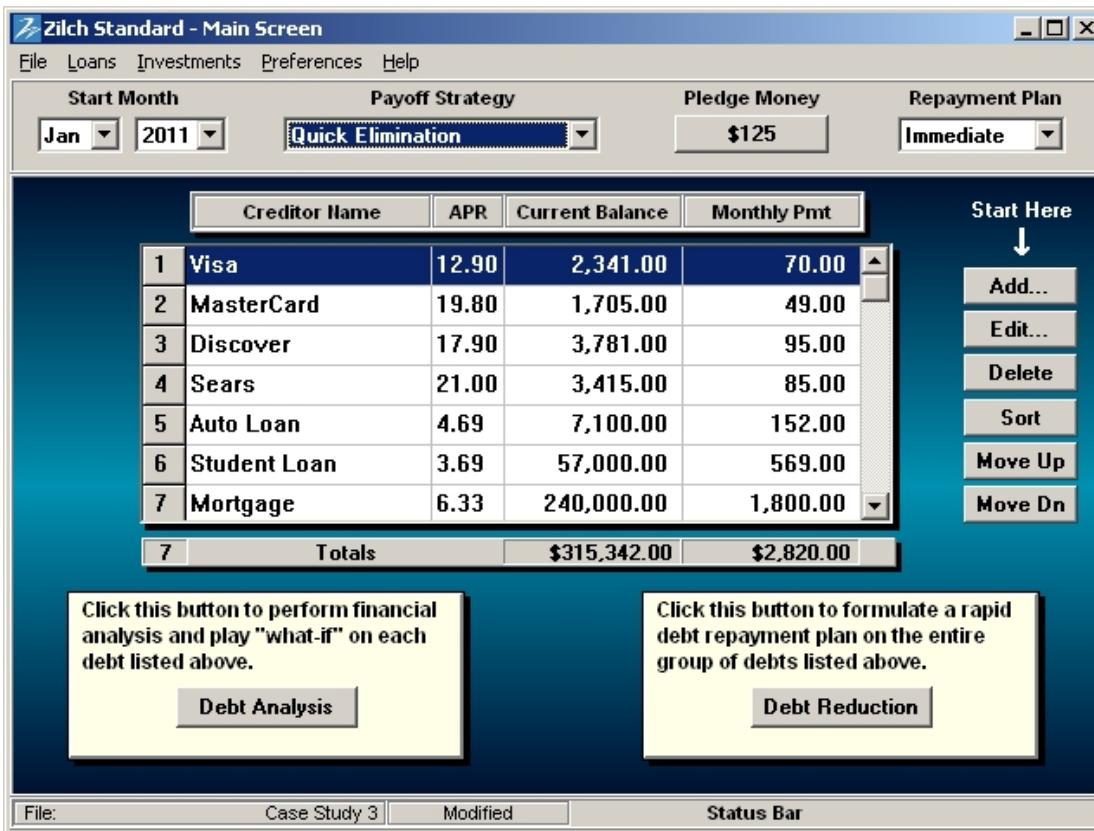 Zilch Standard - Main Screen
File Loans Investments Preferences Help
Start Month Payoff Strategy Pledge Money Repayment Plan
Jan 2011 Quick Elimination $125 Immediate
Creditor Name APR Current Balance Monthly Pmt
Start Here
1 Visa 12.90 2,341.00 70.00
2 MasterCard 19.80 1,705.00 49.00
3 Discover 17.90 3,781.00 95.00
4 Sears 21.00 3,415.00 85.00
5 Auto Loan 4.69 7,100.00 152.00
6 Student Loan 3.69 57,000.00 569.00
7 Mortgage 6.33 240,000.00 1,800.00
7 Totals $315,342.00 $2,820.00
Add...
Edit...
Delete
Sort
Move Up
Move Dn
Click this button to perform financial
analysis and play "what-if" on each
debt listed above.
Debt Analysis
Click this button to formulate a rapid
debt repayment plan on the entire
group of debts listed above.
Debt Reduction
File: Case Study 3 Modified Status Bar